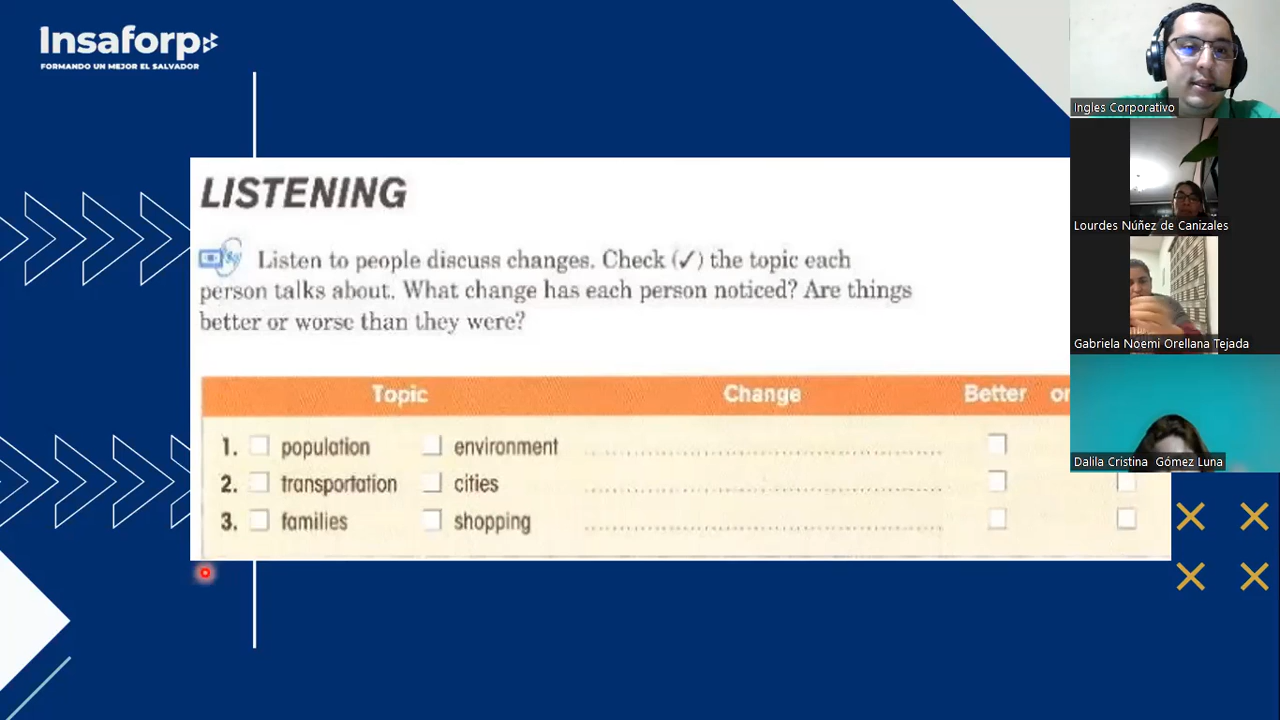 Insaforp
FORMANDO UN MEJOR EL SALVADOR
LISTENING
Listen to people discuss changes. Check (✓) the topic each
person talks about. What change has each person noticed? Are things
better or worse than they were?
Topic Change Better or
1. population environment
2. transportation cities
3. families shopping
Ingles Corporativo
Lourdes Núñez de Canizales
Gabriela Noemi Orellana Tejada
Dalila Cristina Gómez Luna